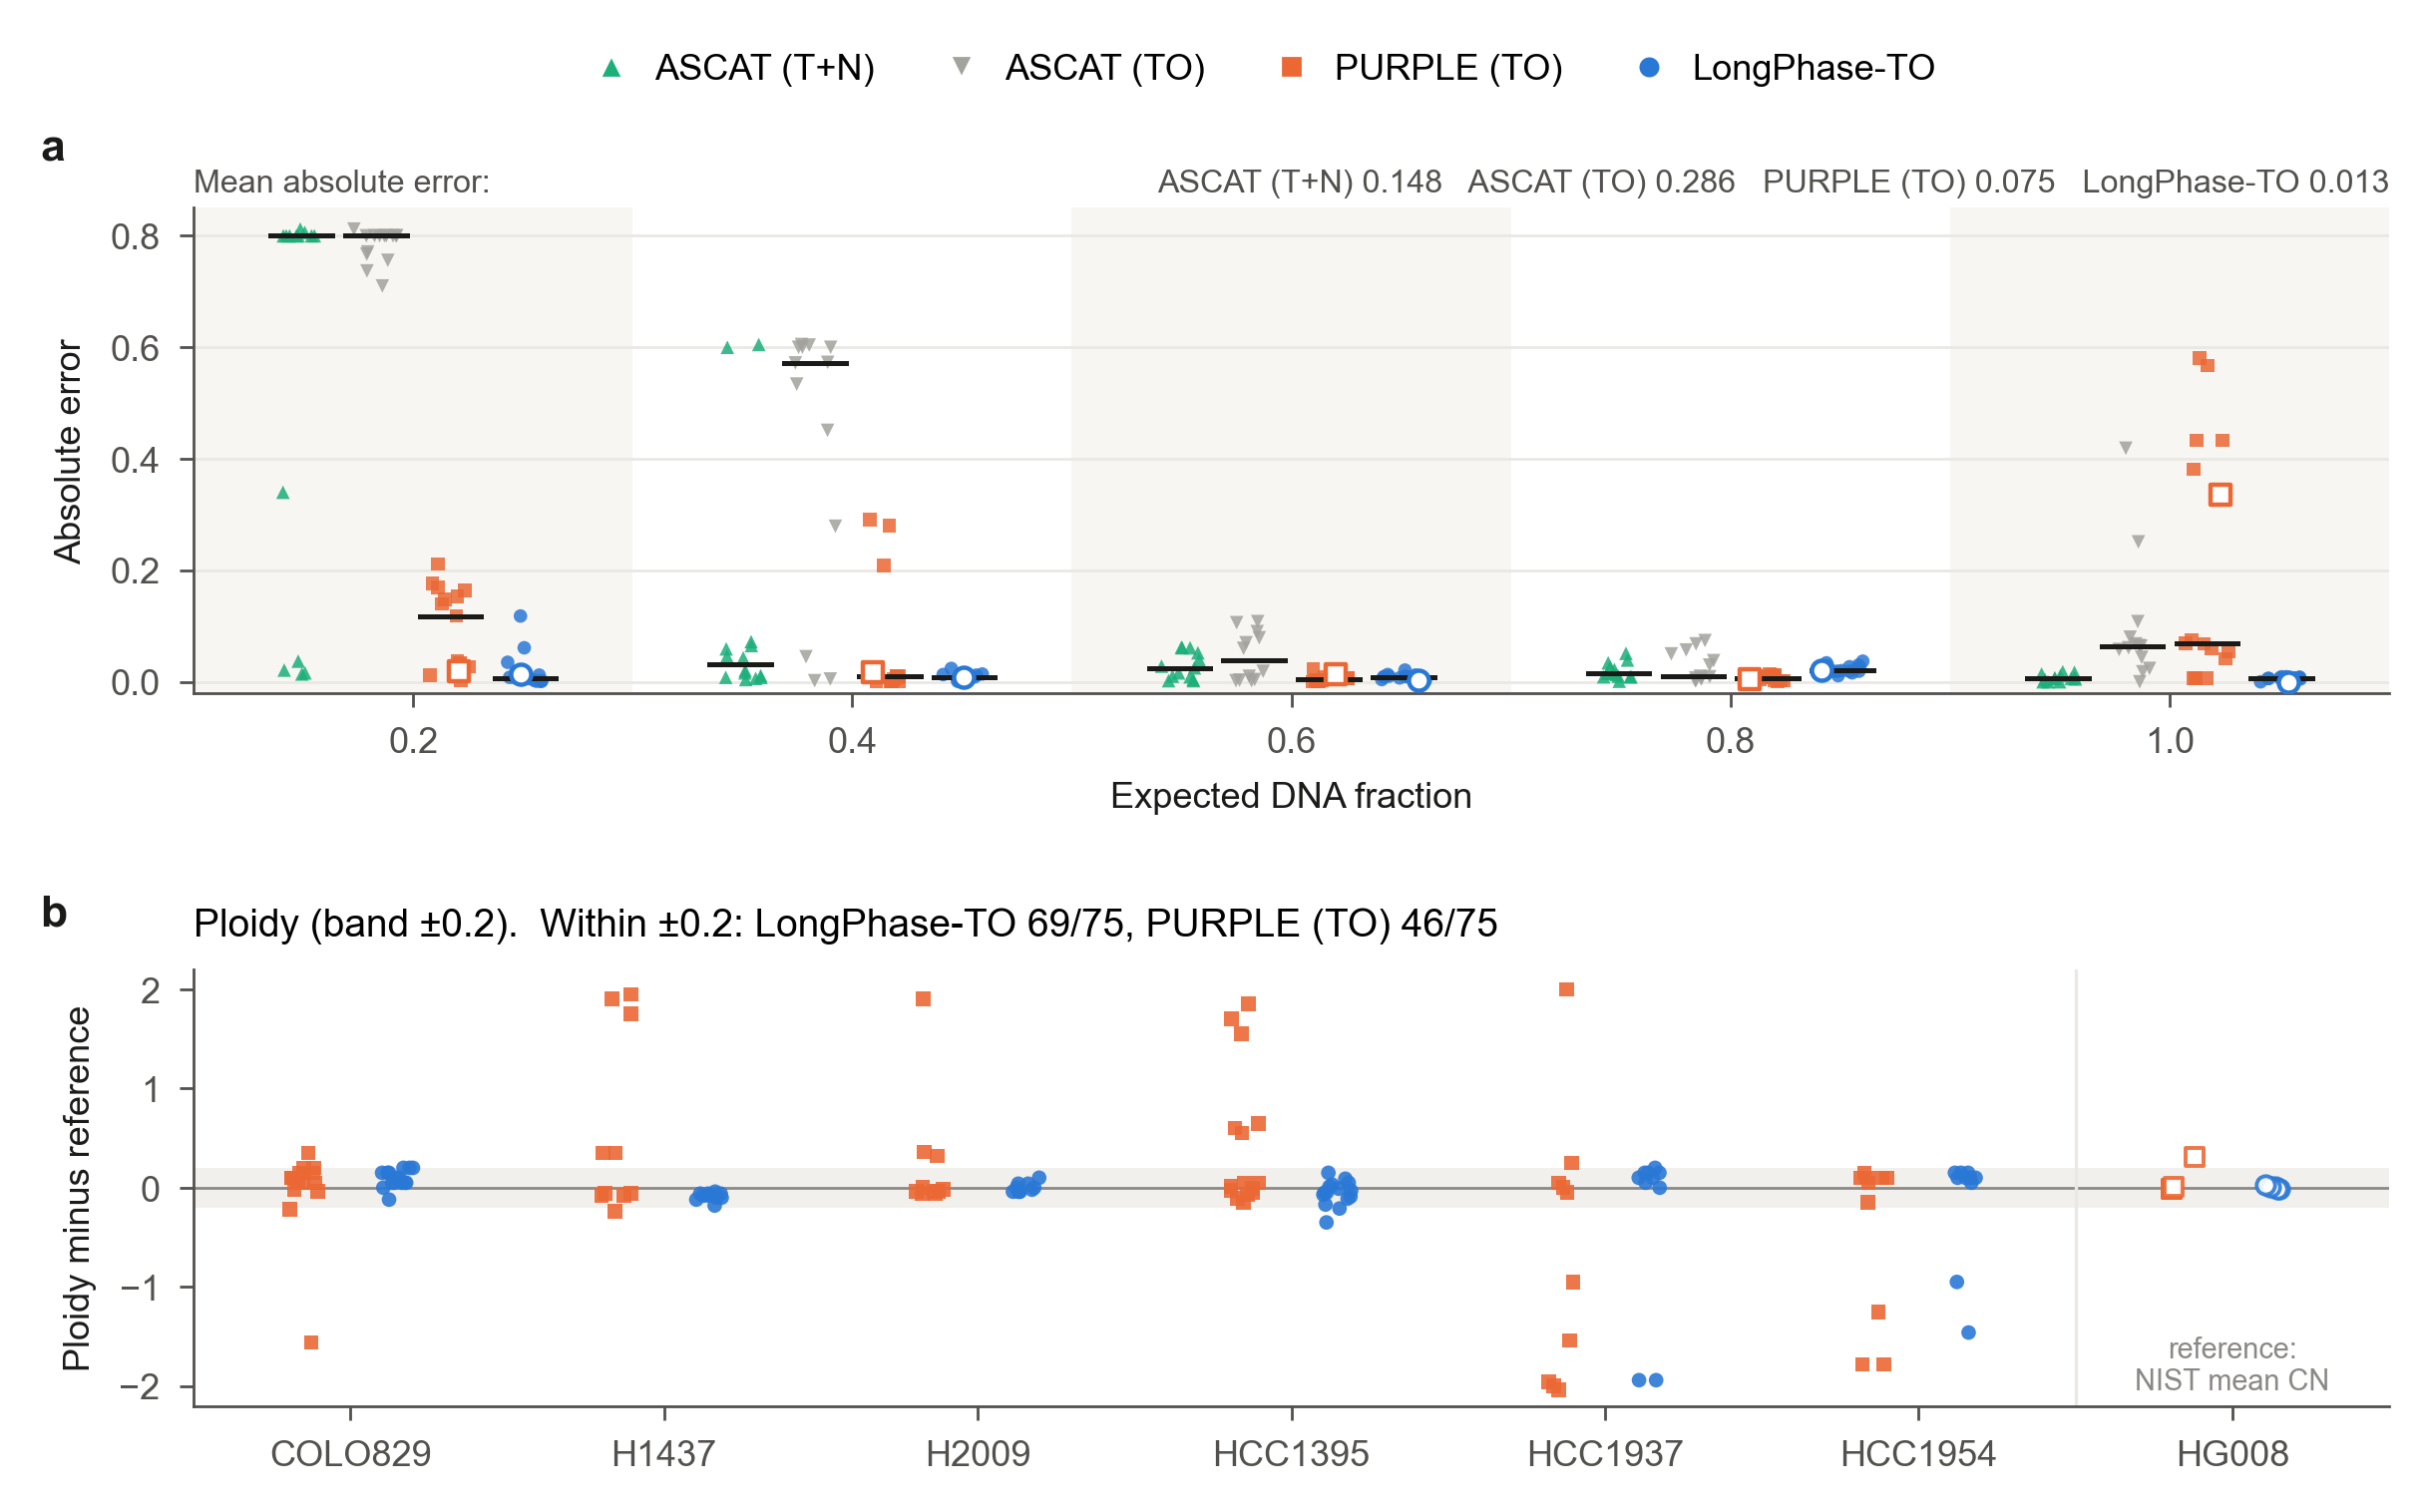 ASCAT (T+N) ASCAT (TO) PURPLE (TO) LongPhase-TO
a
Mean absolute error: ASCAT (T+N) 0.148 ASCAT (TO) 0.286 PURPLE (TO) 0.075 LongPhase-TO 0.013
Absolute error
0.8
0.6
0.4
0.2
0.0
0.2 0.4 0.6 0.8 1.0
Expected DNA fraction
b
Ploidy (band ±0.2). Within ±0.2: LongPhase-TO 69/75, PURPLE (TO) 46/75
Ploidy minus reference
2
1
0
−1
−2
reference:
NIST mean CN
COLO829 H1437 H2009 HCC1395 HCC1937 HCC1954 HG008